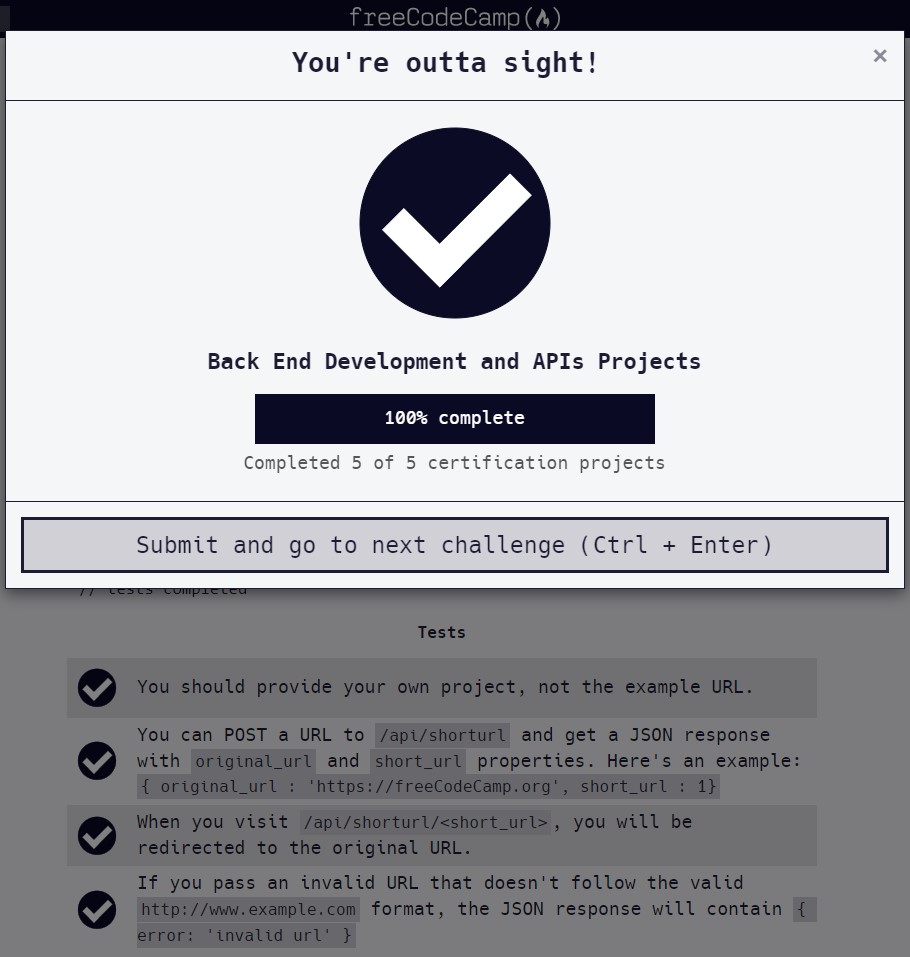 freeCodeCamp(🔥)
You're outta sight!
×
Back End Development and APIs Projects
100% complete
Completed 5 of 5 certification projects
Submit and go to next challenge (Ctrl + Enter)
// tests completed
Tests
You should provide your own project, not the example URL.
You can POST a URL to /api/shorturl and get a JSON response
with original_url and short_url properties. Here's an example:
{ original_url : 'https://freeCodeCamp.org', short_url : 1}
When you visit /api/shorturl/<short_url>, you will be
redirected to the original URL.
If you pass an invalid URL that doesn't follow the valid
http://www.example.com format, the JSON response will contain {
error: 'invalid url' }